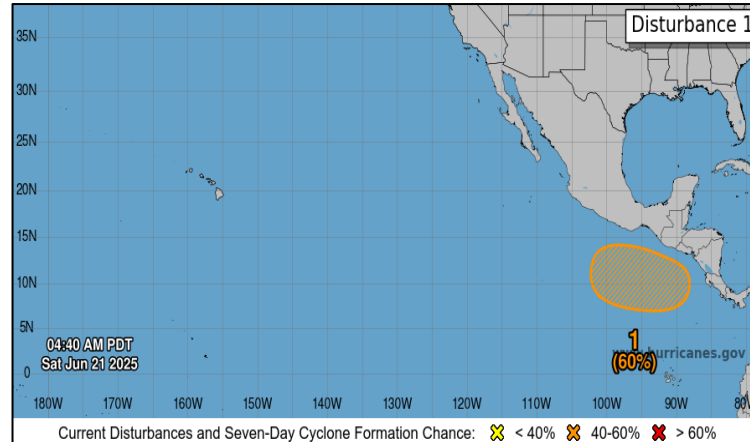 Disturbance 1
35N
30N
25N
20N
15N
10N
5N
0
04:40 AM PDT
Sat Jun 21 2025
1
(60%)
www.hurricanes.gov
180W 170W 160W 150W 140W 130W 120W 110W 100W 90W 80W
Current Disturbances and Seven-Day Cyclone Formation Chance: < 40% 40-60% > 60%